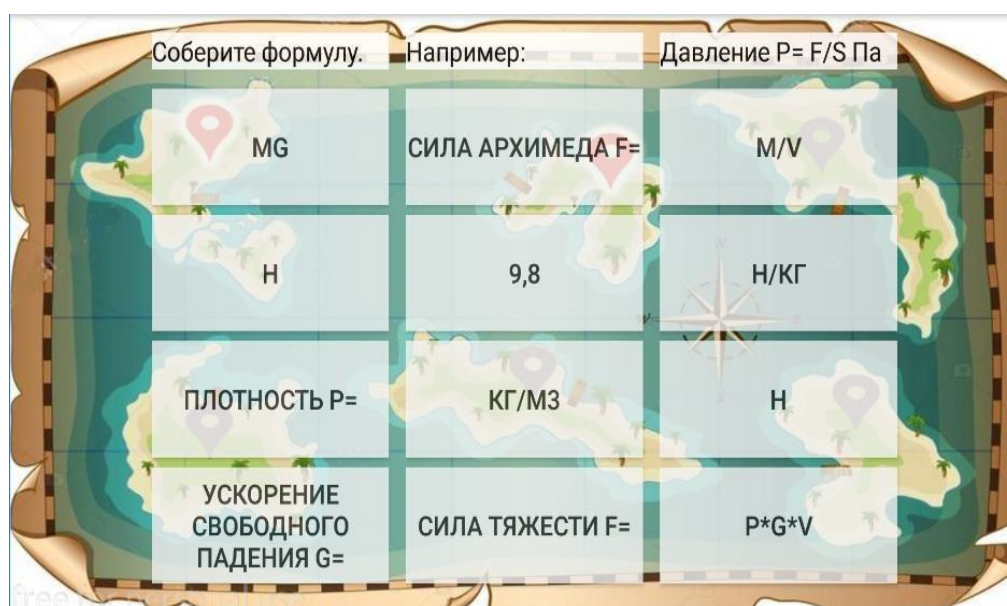 Соберите формулу. Например: Давление P= F/S Па
MG СИЛА АРХИМЕДА F= M/V
Н 9,8 Н/КГ
ПЛОТНОСТЬ P= КГ/М3 Н
УСКОРЕНИЕ
СВОБОДНОГО
ПАДЕНИЯ G=
СИЛА ТЯЖЕСТИ F= P*G*V